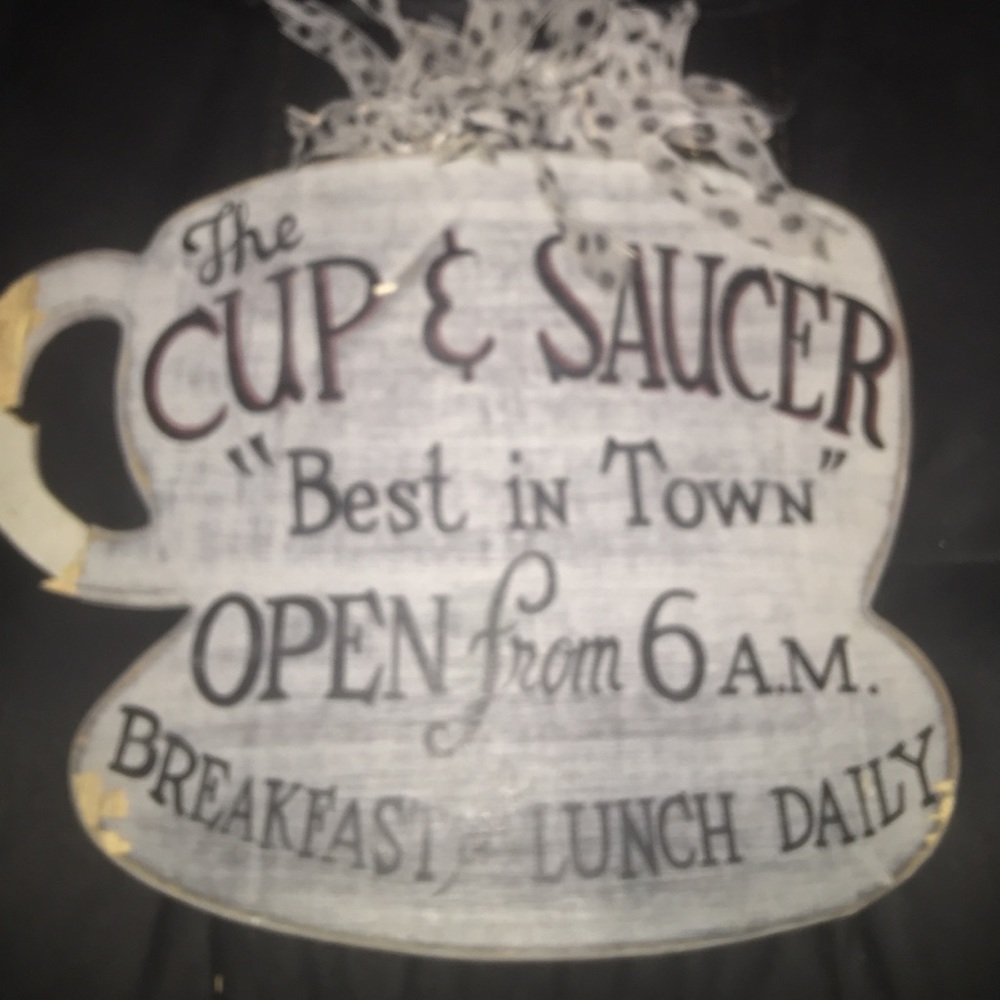 The
CUP & SAUCER
"Best in Town"
OPEN from 6 A.M.
BREAKFAST, LUNCH DAILY